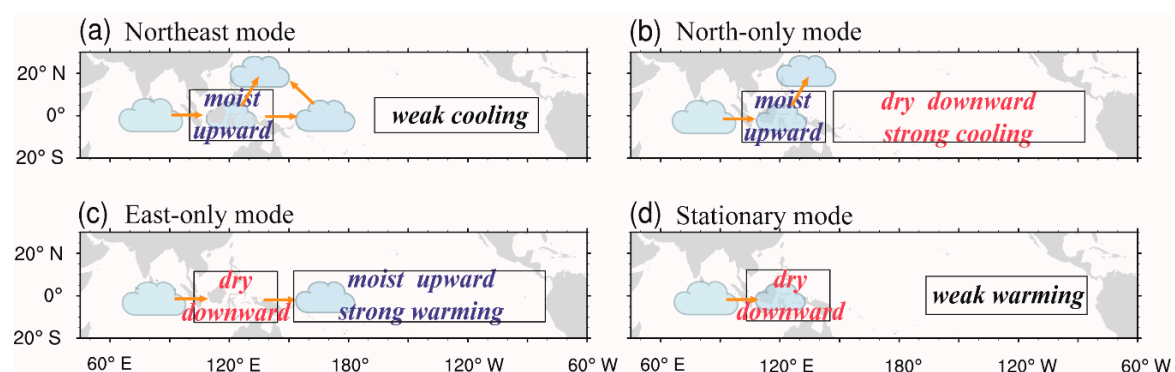 (a) Northeast mode
20° N
0°
20° S
moist
upward
weak cooling
(b) North-only mode
20° N
0°
20° S
moist
upward
dry downward
strong cooling
(c) East-only mode
20° N
0°
20° S
dry
downward
moist upward
strong warming
60° E 120° E 180° 120° W 60° W
(d) Stationary mode
20° N
0°
20° S
dry
downward
weak warming
60° E 120° E 180° 120° W 60° W